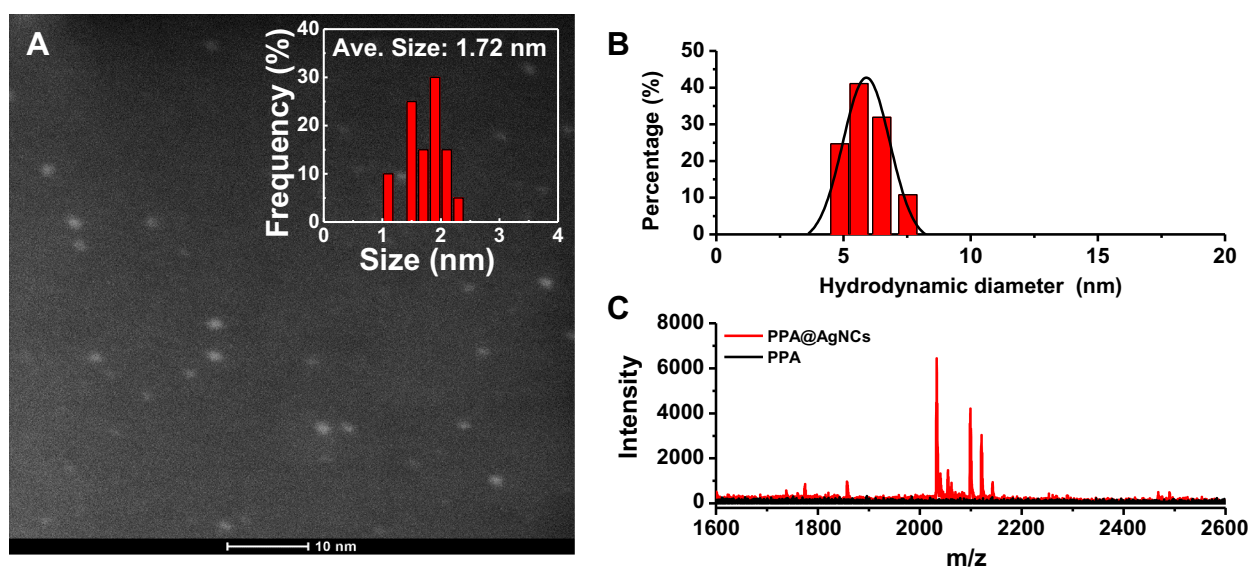 A
Ave. Size: 1.72 nm
Frequency (%)
40
30
20
10
0
0 1 2 3 4
Size (nm)
10 nm
B
Percentage (%)
50
40
30
20
10
0
0 5 10 15 20
Hydrodynamic diameter (nm)
C
Intensity
8000
6000
4000
2000
0
PPA@AgNCs
PPA
1600 1800 2000 2200 2400 2600
m/z